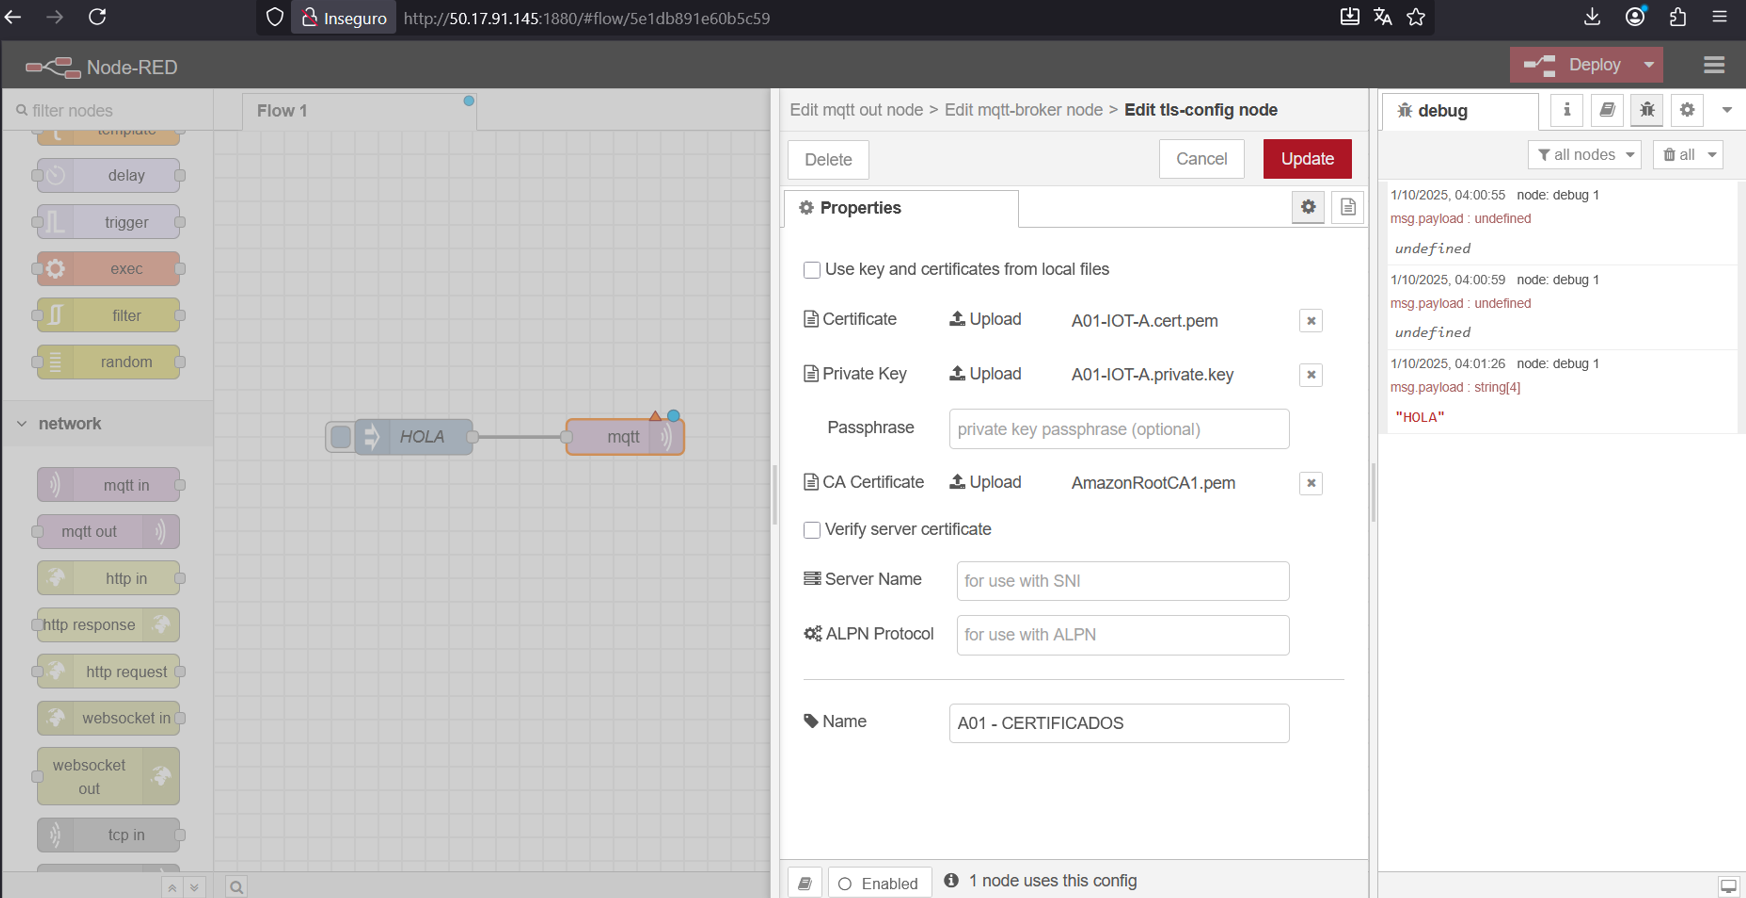 Inseguro
http://50.17.91.145:1880/#flow/5e1db891e60b5c59
Node-RED
Deploy
filter nodes
Flow 1
template
delay
trigger
exec
filter
random
network
mqtt in
mqtt out
http in
http response
http request
websocket in
websocket
out
tcp in
HOLA
mqtt
Edit mqtt out node > Edit mqtt-broker node > Edit tls-config node
Delete
Cancel
Update
Properties
Use key and certificates from local files
Certificate Upload A01-IOT-A.cert.pem
Private Key Upload A01-IOT-A.private.key
Passphrase private key passphrase (optional)
CA Certificate Upload AmazonRootCA1.pem
Verify server certificate
Server Name for use with SNI
ALPN Protocol for use with ALPN
Name A01 - CERTIFICADOS
Enabled
1 node uses this config
debug
all nodes
all
1/10/2025, 04:00:55 node: debug 1
msg.payload : undefined
undefined
1/10/2025, 04:00:59 node: debug 1
msg.payload : undefined
undefined
1/10/2025, 04:01:26 node: debug 1
msg.payload : string[4]
"HOLA"